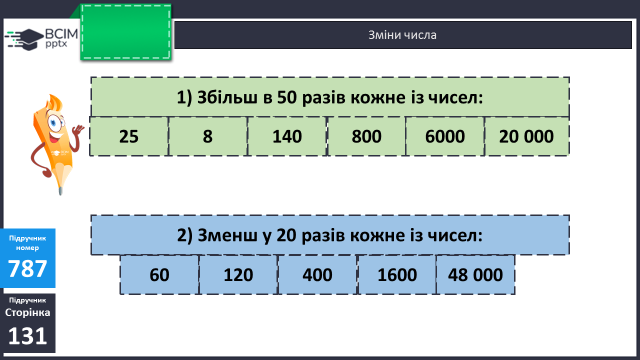 ВСІМ
pptx
Зміни числа
1) Збільш в 50 разів кожне із чисел:
25 8 140 800 6000 20 000
2) Зменш у 20 разів кожне із чисел:
60 120 400 1600 48 000
Підручник
номер
787
Підручник
Сторінка
131